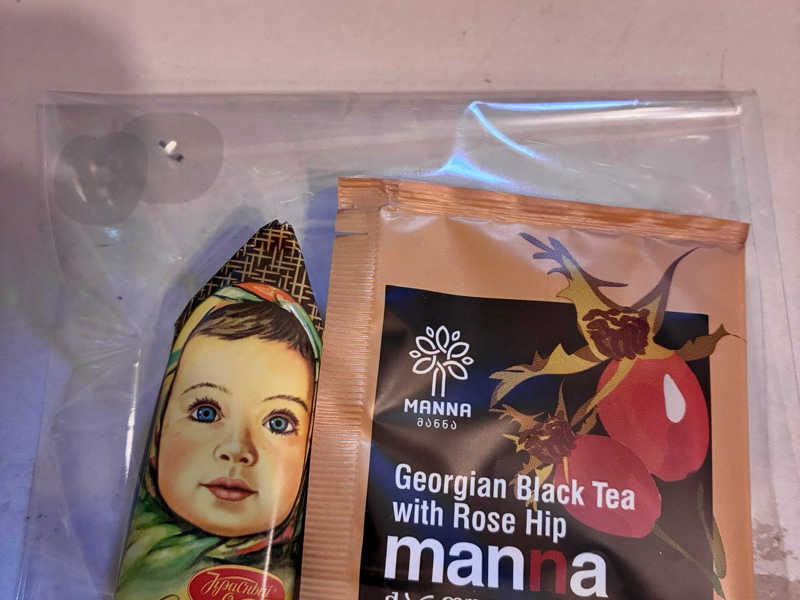 MANNA
მანნა
Georgian Black Tea
with Rose Hip
manna